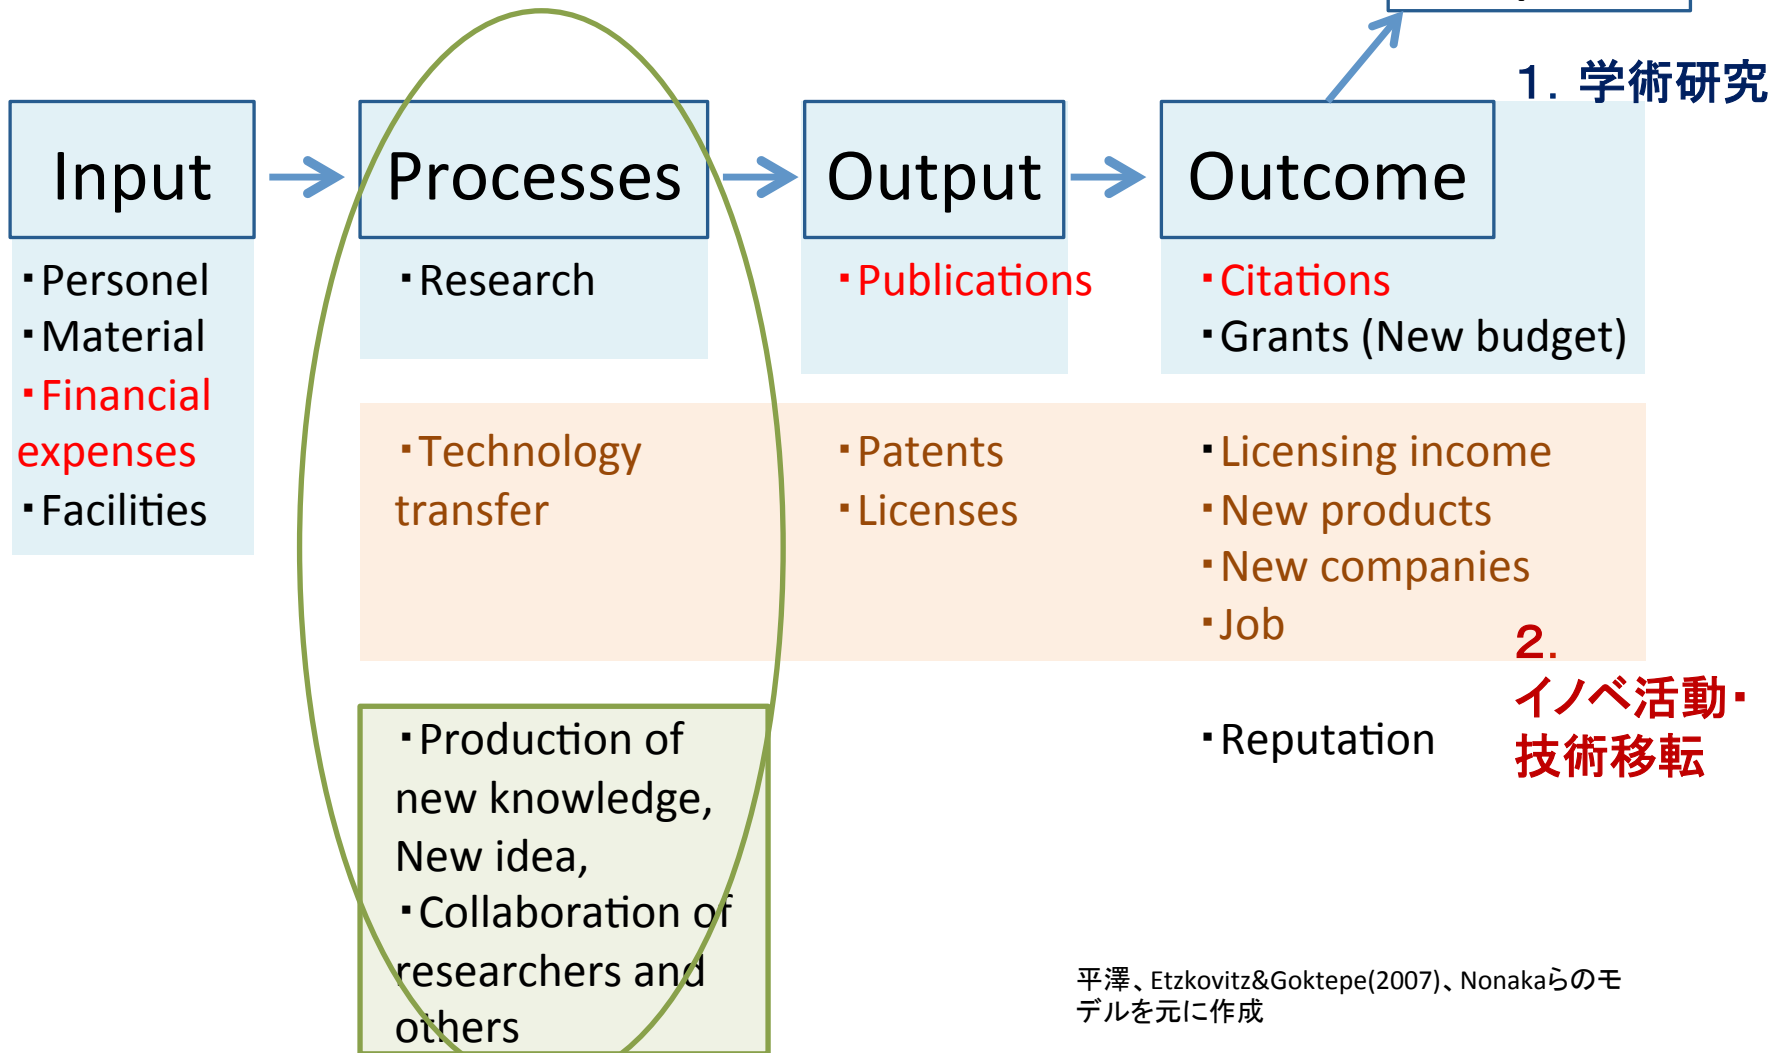 1. 学術研究
Input
Processes
Output
Outcome
・Personel
・Material
・Financial
expenses
・Facilities
・Research
・Publications
・Citations
・Grants (New budget)
・Technology
transfer
・Patents
・Licenses
・Licensing income
・New products
・New companies
・Job
2.
イノベ活動・
技術移転
・Production of
new knowledge,
New idea,
・Collaboration of
researchers and
others
・Reputation
平澤、Etzkovitz&Goktepe(2007)、Nonakaらのモ
デルを元に作成